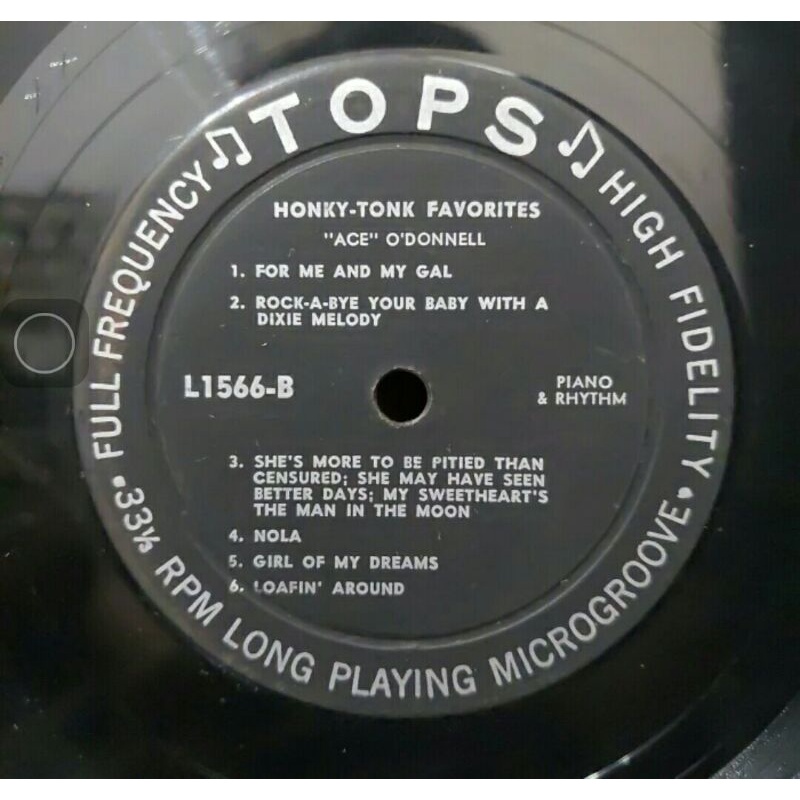 TOPS
FULL FREQUENCY
HIGH FIDELITY
HONKY-TONK FAVORITES
"ACE" O'DONNELL
1. FOR ME AND MY GAL
2. ROCK-A-BYE YOUR BABY WITH A
DIXIE MELODY
L1566-B
PIANO
& RHYTHM
3. SHE'S MORE TO BE PITIED THAN
CENSURED; SHE MAY HAVE SEEN
BETTER DAYS; MY SWEETHEART'S
THE MAN IN THE MOON
4. NOLA
5. GIRL OF MY DREAMS
6. LOAFIN' AROUND
• 33⅓ RPM LONG PLAYING MICROGROOVE •